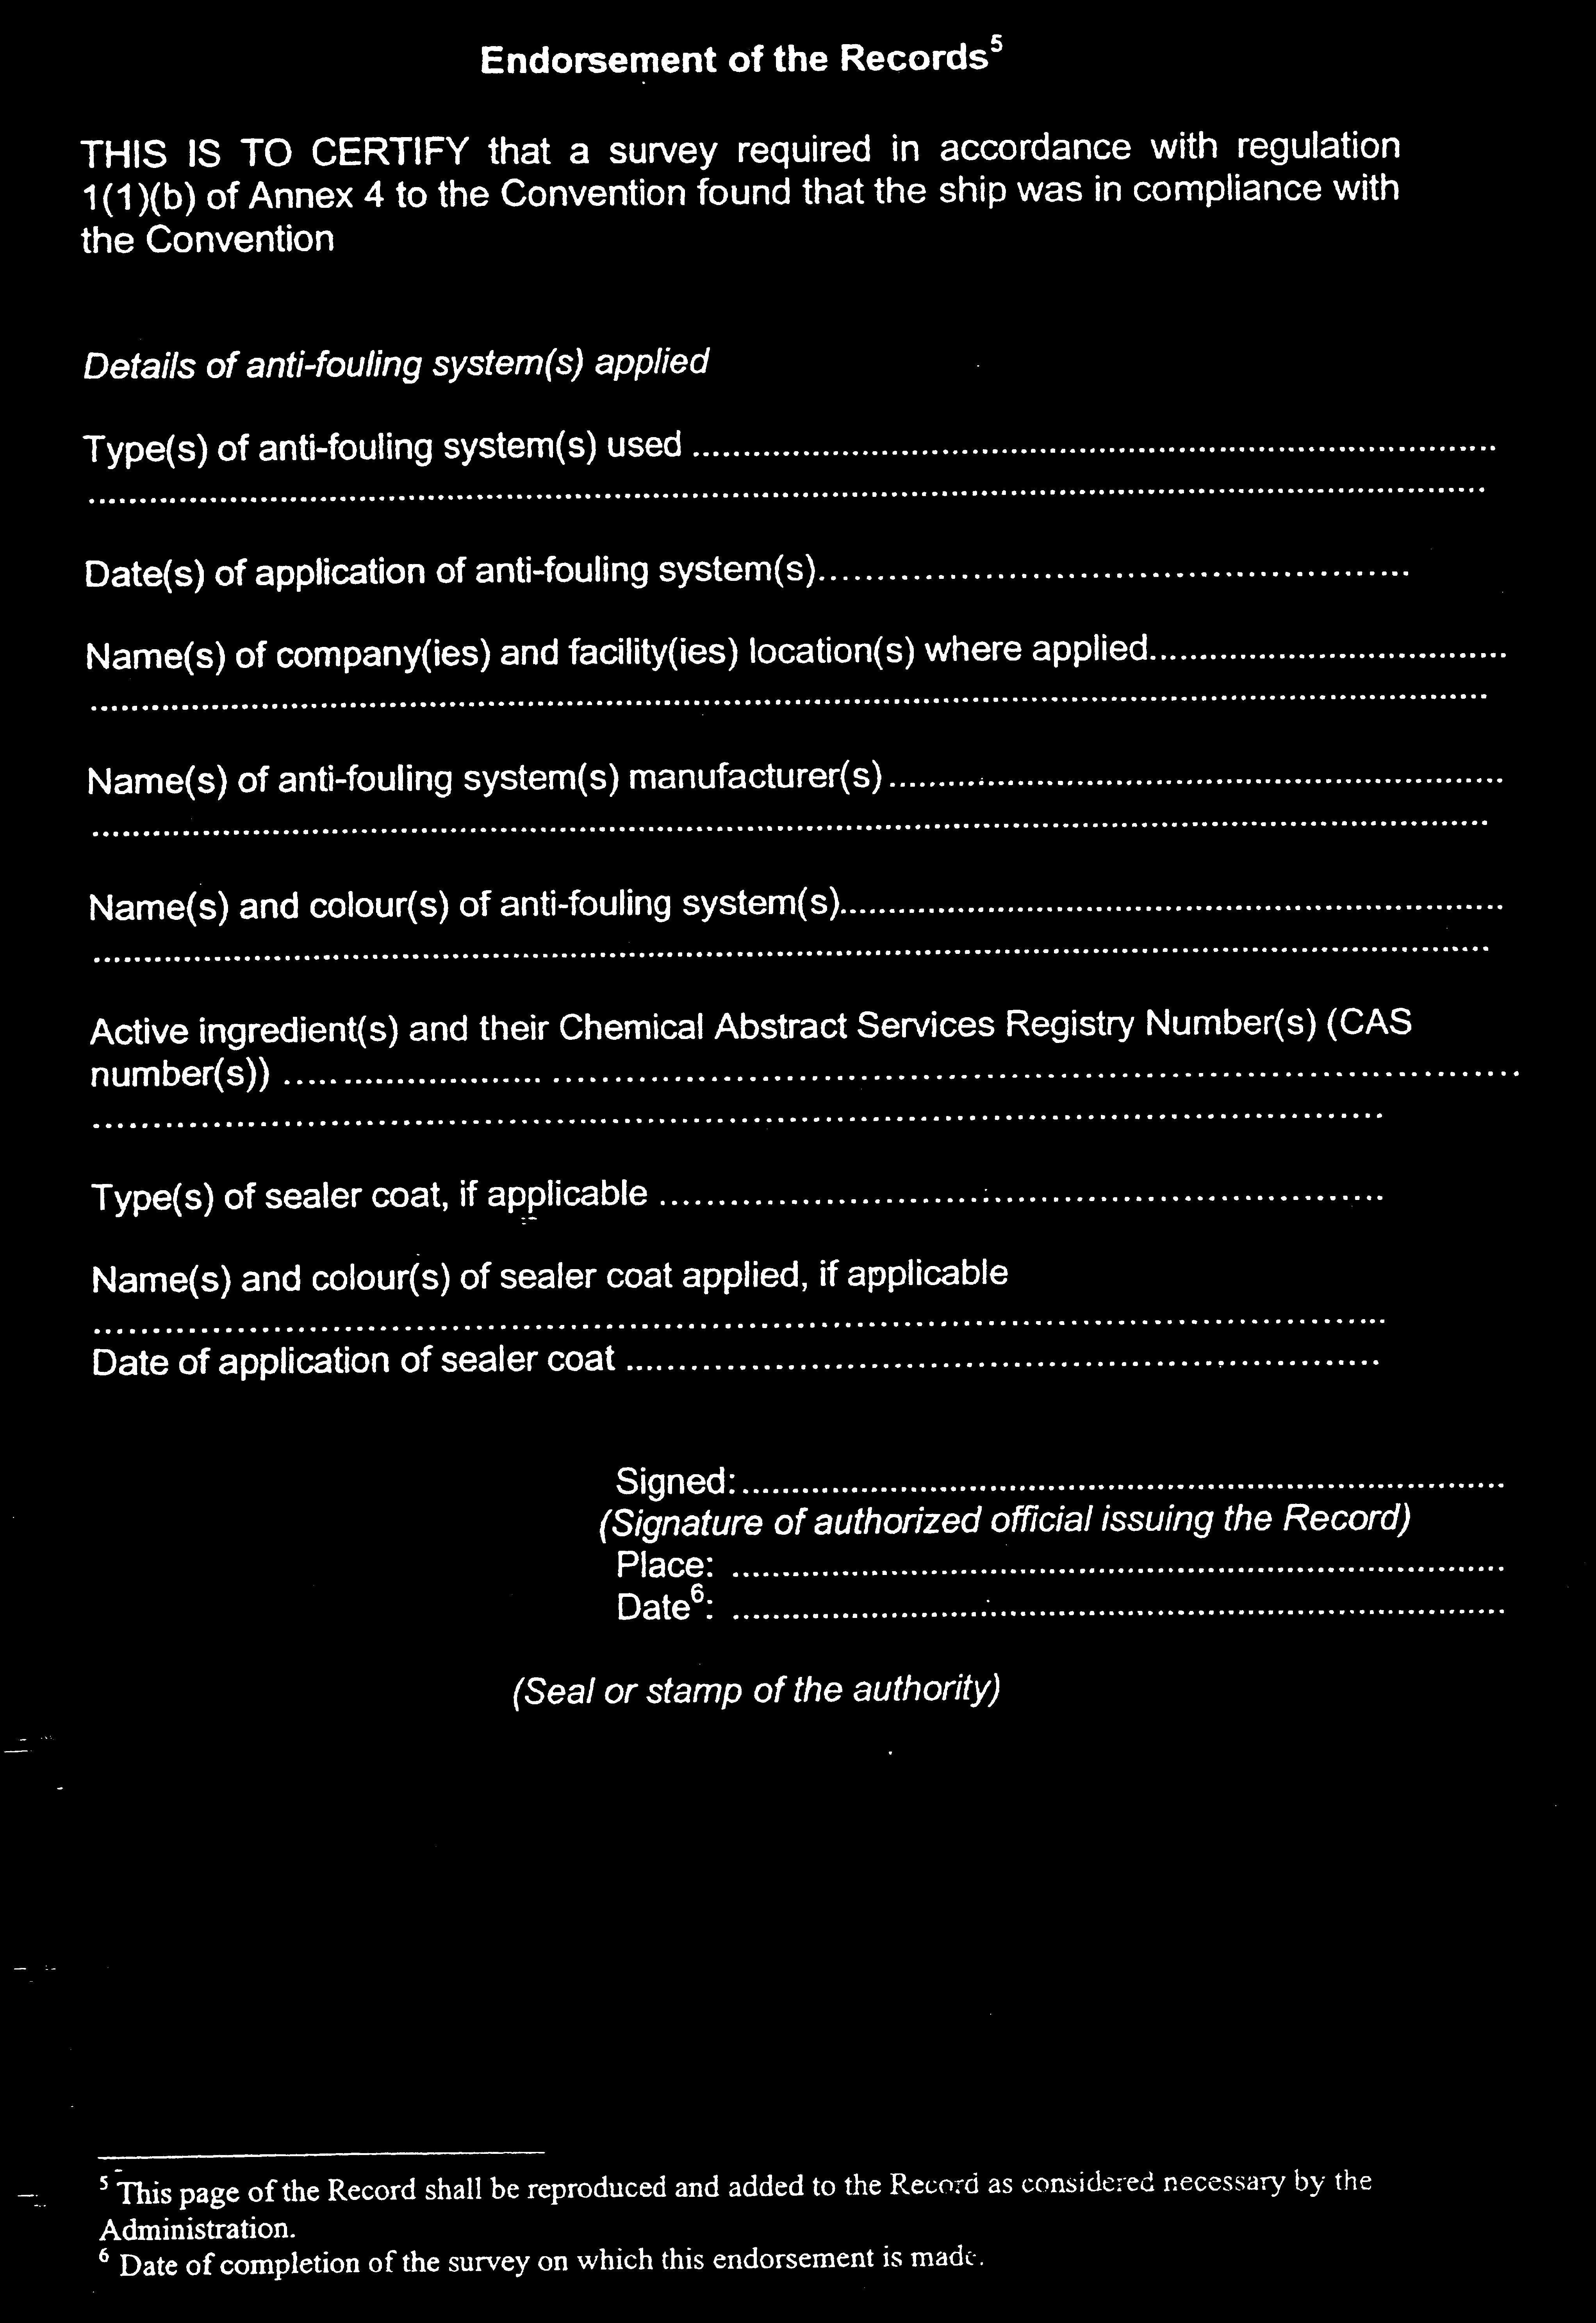 Endorsement of the Records⁵
THIS IS TO CERTIFY that a survey required in accordance with regulation
1(1)(b) of Annex 4 to the Convention found that the ship was in compliance with
the Convention
Details of anti-fouling system(s) applied
Type(s) of anti-fouling system(s) used ................................................................
................................................................................................
Date(s) of application of anti-fouling system(s)................................................
Name(s) of company(ies) and facility(ies) location(s) where applied................................
................................................................................................
Name(s) of anti-fouling system(s) manufacturer(s)................................................
................................................................................................
Name(s) and colour(s) of anti-fouling system(s)................................................
................................................................................................
Active ingredient(s) and their Chemical Abstract Services Registry Number(s) (CAS
number(s)) ................................................................................
................................................................................................
Type(s) of sealer coat, if applicable ................................................
Name(s) and colour(s) of sealer coat applied, if applicable
................................................................................................
Date of application of sealer coat ................................................
Signed:................................................................
(Signature of authorized official issuing the Record)
Place: ................................................................
Date⁶: ................................................................
(Seal or stamp of the authority)
⁵ This page of the Record shall be reproduced and added to the Record as considered necessary by the
Administration.
⁶ Date of completion of the survey on which this endorsement is made.